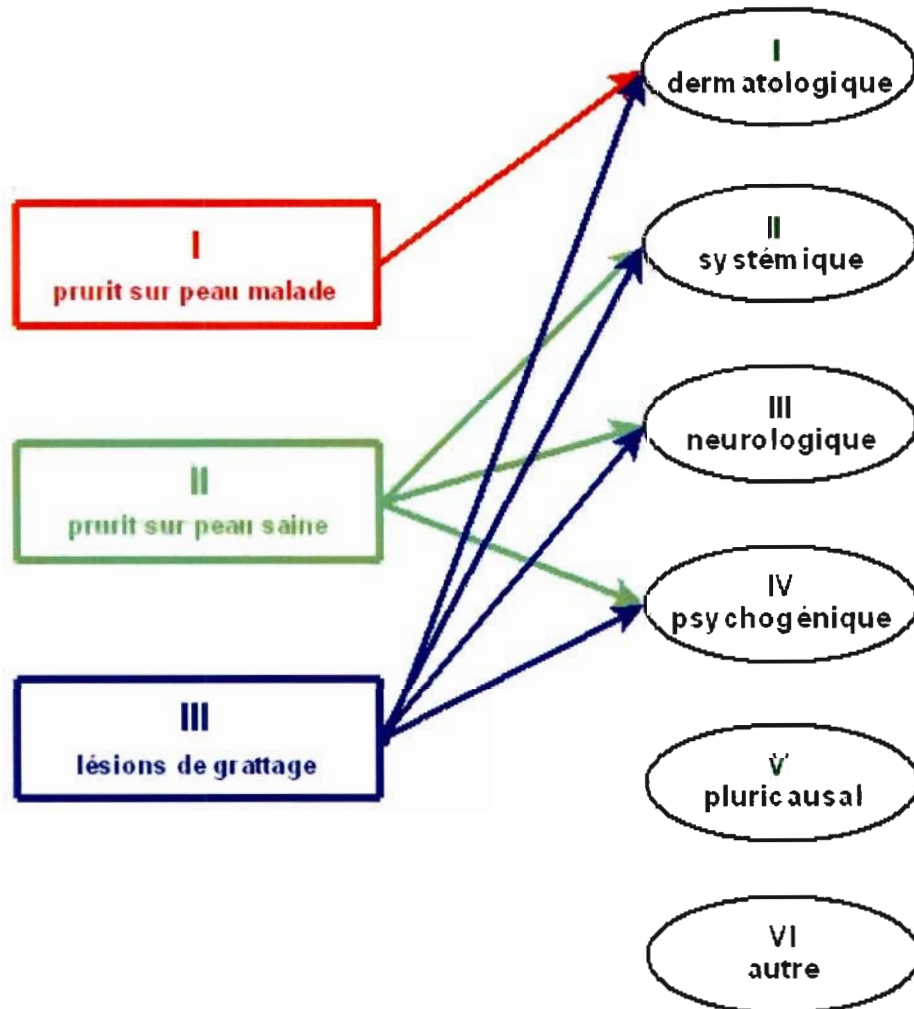 I
prurit sur peau malade
II
prurit sur peau saine
III
lésions de grattage
I
dermatologique
II
systémique
III
neurologique
IV
psychogénique
V
pluricausal
VI
autre